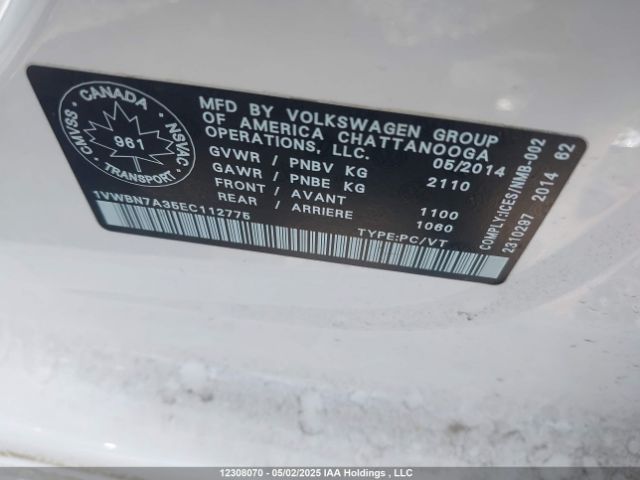 CANADA
CMVSS
NSVAC
961
TRANSPORT
MFD BY VOLKSWAGEN GROUP
OF AMERICA CHATTANOOGA
OPERATIONS, LLC. 05/2014
GVWR / PNBV KG 2110
GAWR / PNBE KG
FRONT / AVANT 1100
REAR / ARRIERE 1060
1VWBN7A35EC112775
TYPE:PC/VT
COMPLY:ICES/NMB-002
2310297 2014 62
12308070 - 05/02/2025 IAA Holdings , LLC